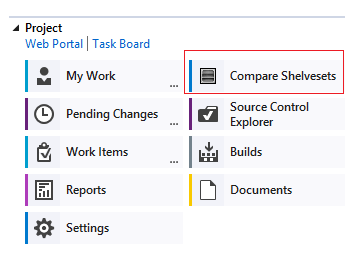 Project
Web Portal | Task Board
My Work ...
Compare Shelvesets
Pending Changes ...
Source Control
Explorer
Work Items ...
Builds
Reports
Documents
Settings